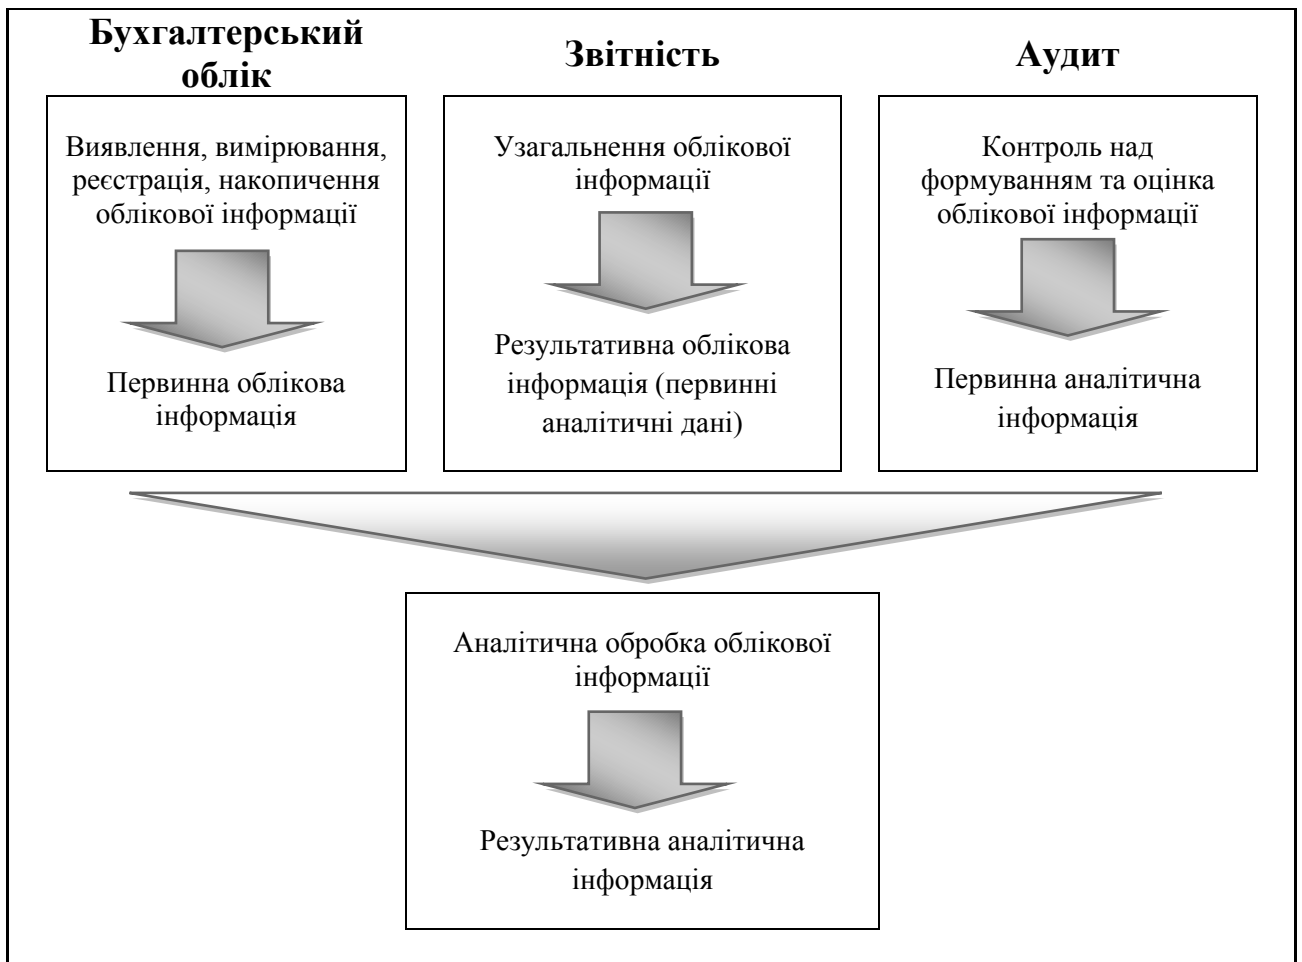 Бухгалтерський
облік
Звітність
Аудит
Виявлення, вимірювання,
реєстрація, накопичення
облікової інформації
Первинна облікова
інформація
Узагальнення облікової
інформації
Результативна облікова
інформація (первинні
аналітичні дані)
Контроль над
формуванням та оцінка
облікової інформації
Первинна аналітична
інформація
Аналітична обробка облікової
інформації
Результативна аналітична
інформація